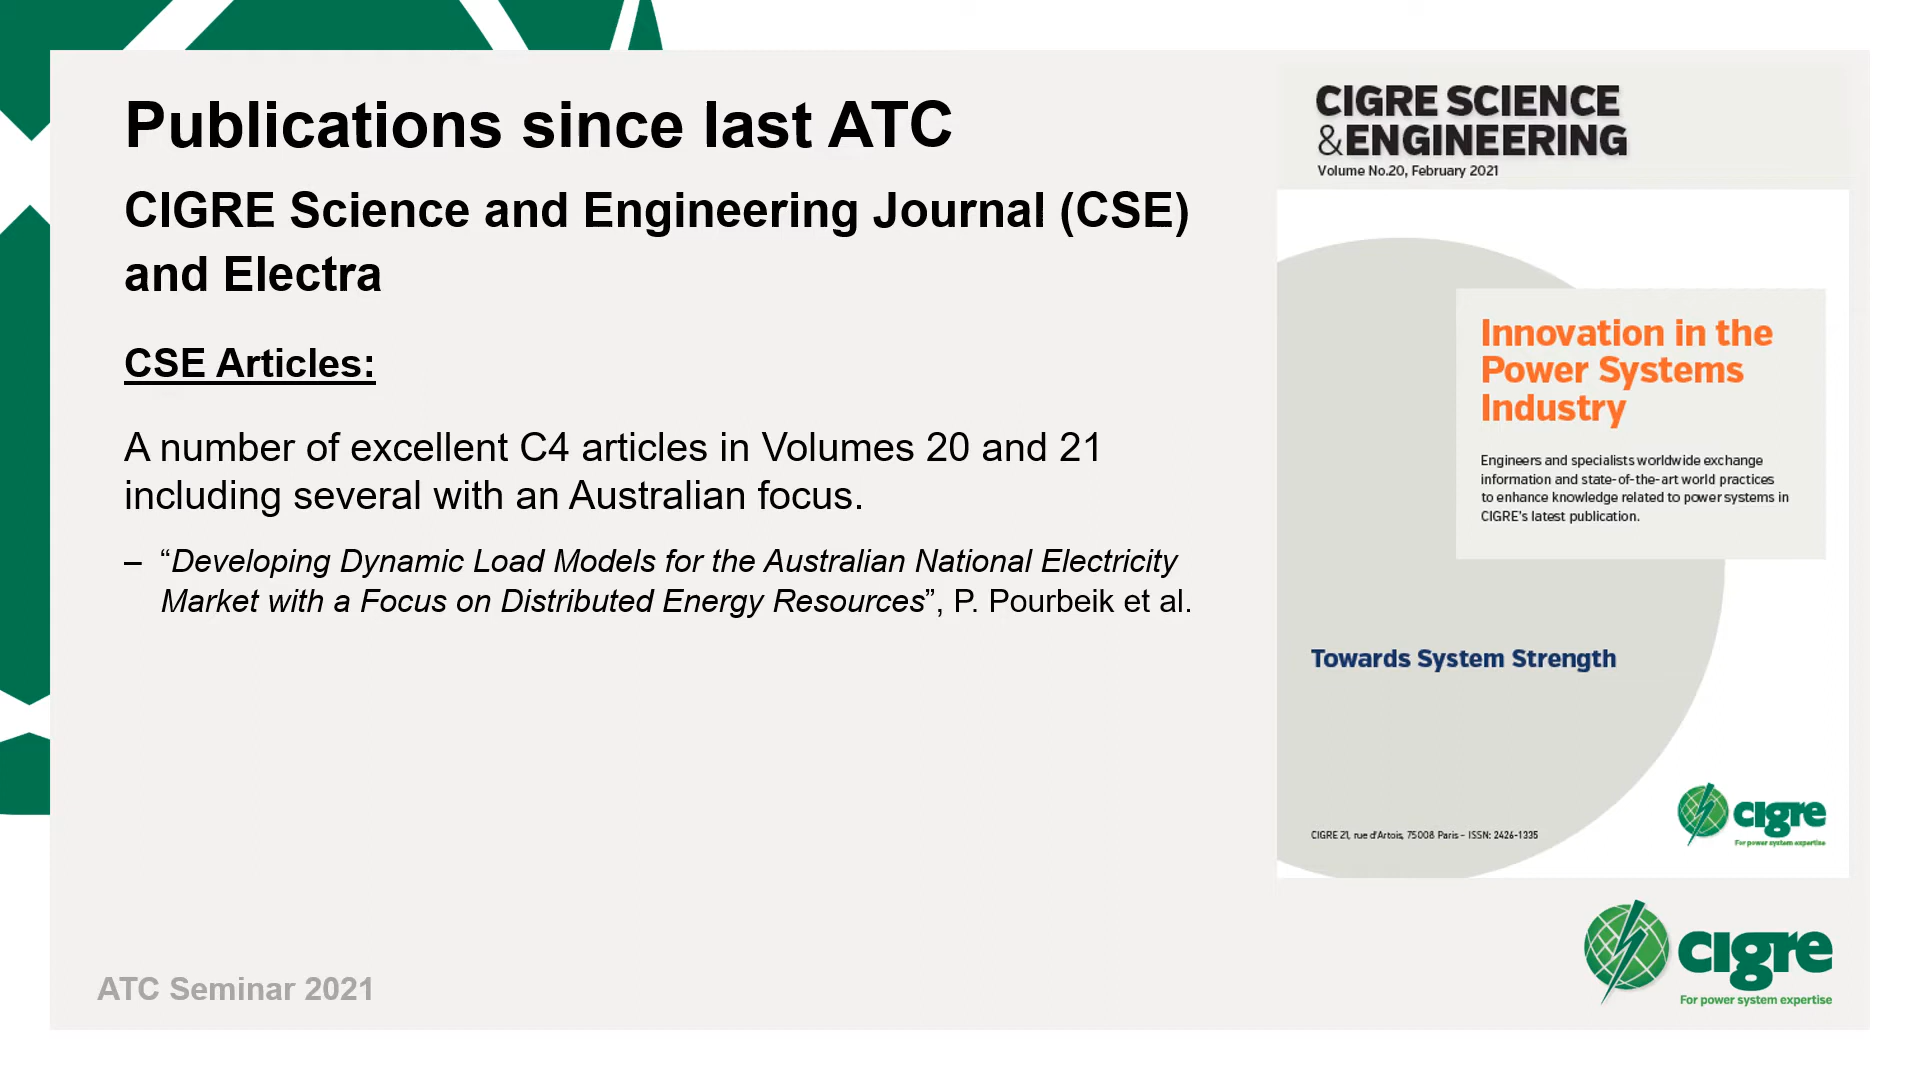 Publications since last ATC
CIGRE Science and Engineering Journal (CSE)
and Electra
CSE Articles:
A number of excellent C4 articles in Volumes 20 and 21
including several with an Australian focus.
– “Developing Dynamic Load Models for the Australian National Electricity
Market with a Focus on Distributed Energy Resources”, P. Pourbeik et al.
ATC Seminar 2021
CIGRE SCIENCE
&ENGINEERING
Volume No.20, February 2021
Innovation in the
Power Systems
Industry
Engineers and specialists worldwide exchange
information and state-of-the-art world practices
to enhance knowledge related to power systems in
CIGRE's latest publication.
Towards System Strength
CIGRE 21, rue d'Artois, 75008 Paris – ISSN: 2426-1335
cigre
For power system expertise
cigre
For power system expertise